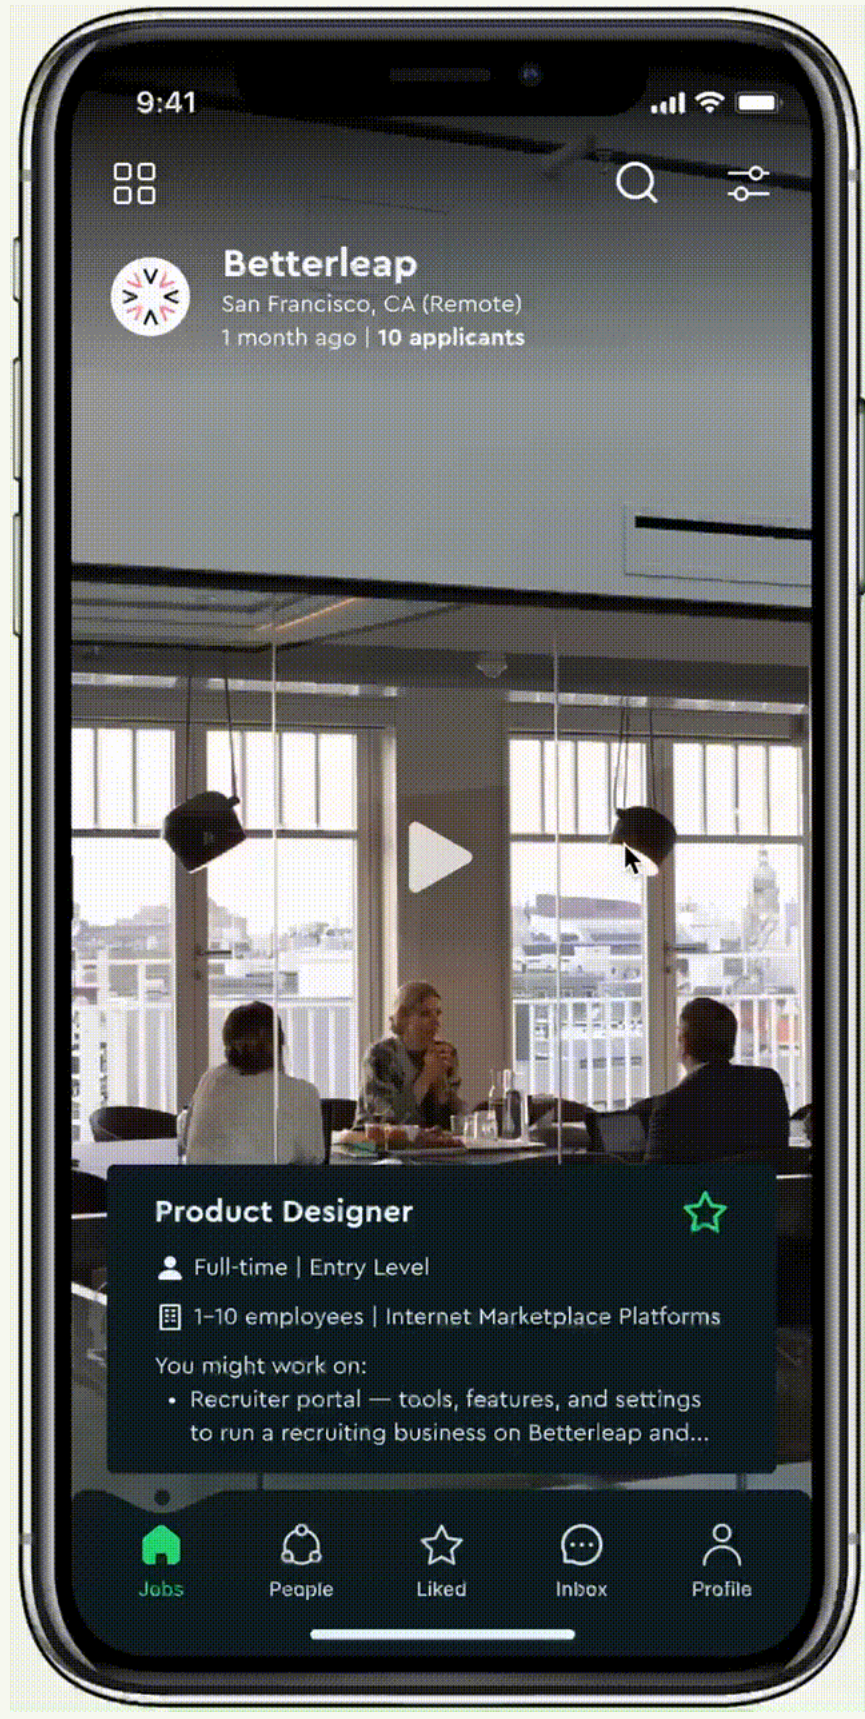 9:41
Betterleap
San Francisco, CA (Remote)
1 month ago | 10 applicants
Product Designer
Full-time | Entry Level
1–10 employees | Internet Marketplace Platforms
You might work on:
• Recruiter portal — tools, features, and settings
to run a recruiting business on Betterleap and...
Jobs
People
Liked
Inbox
Profile